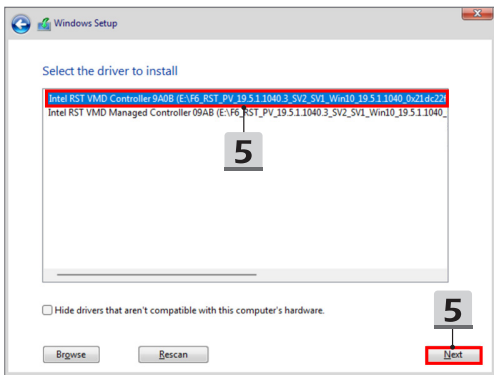 Windows Setup
Select the driver to install
Intel RST VMD Controller 9A0B (E:\F6_RST_PV_19.5.1.1040.3_SV2_SV1_Win10_19.5.1.1040_0x21dc22f
Intel RST VMD Managed Controller 09AB (E:\F6_RST_PV_19.5.1.1040.3_SV2_SV1_Win10_19.5.1.1040_
5
Hide drivers that aren't compatible with this computer's hardware.
5
Browse
Rescan
Next